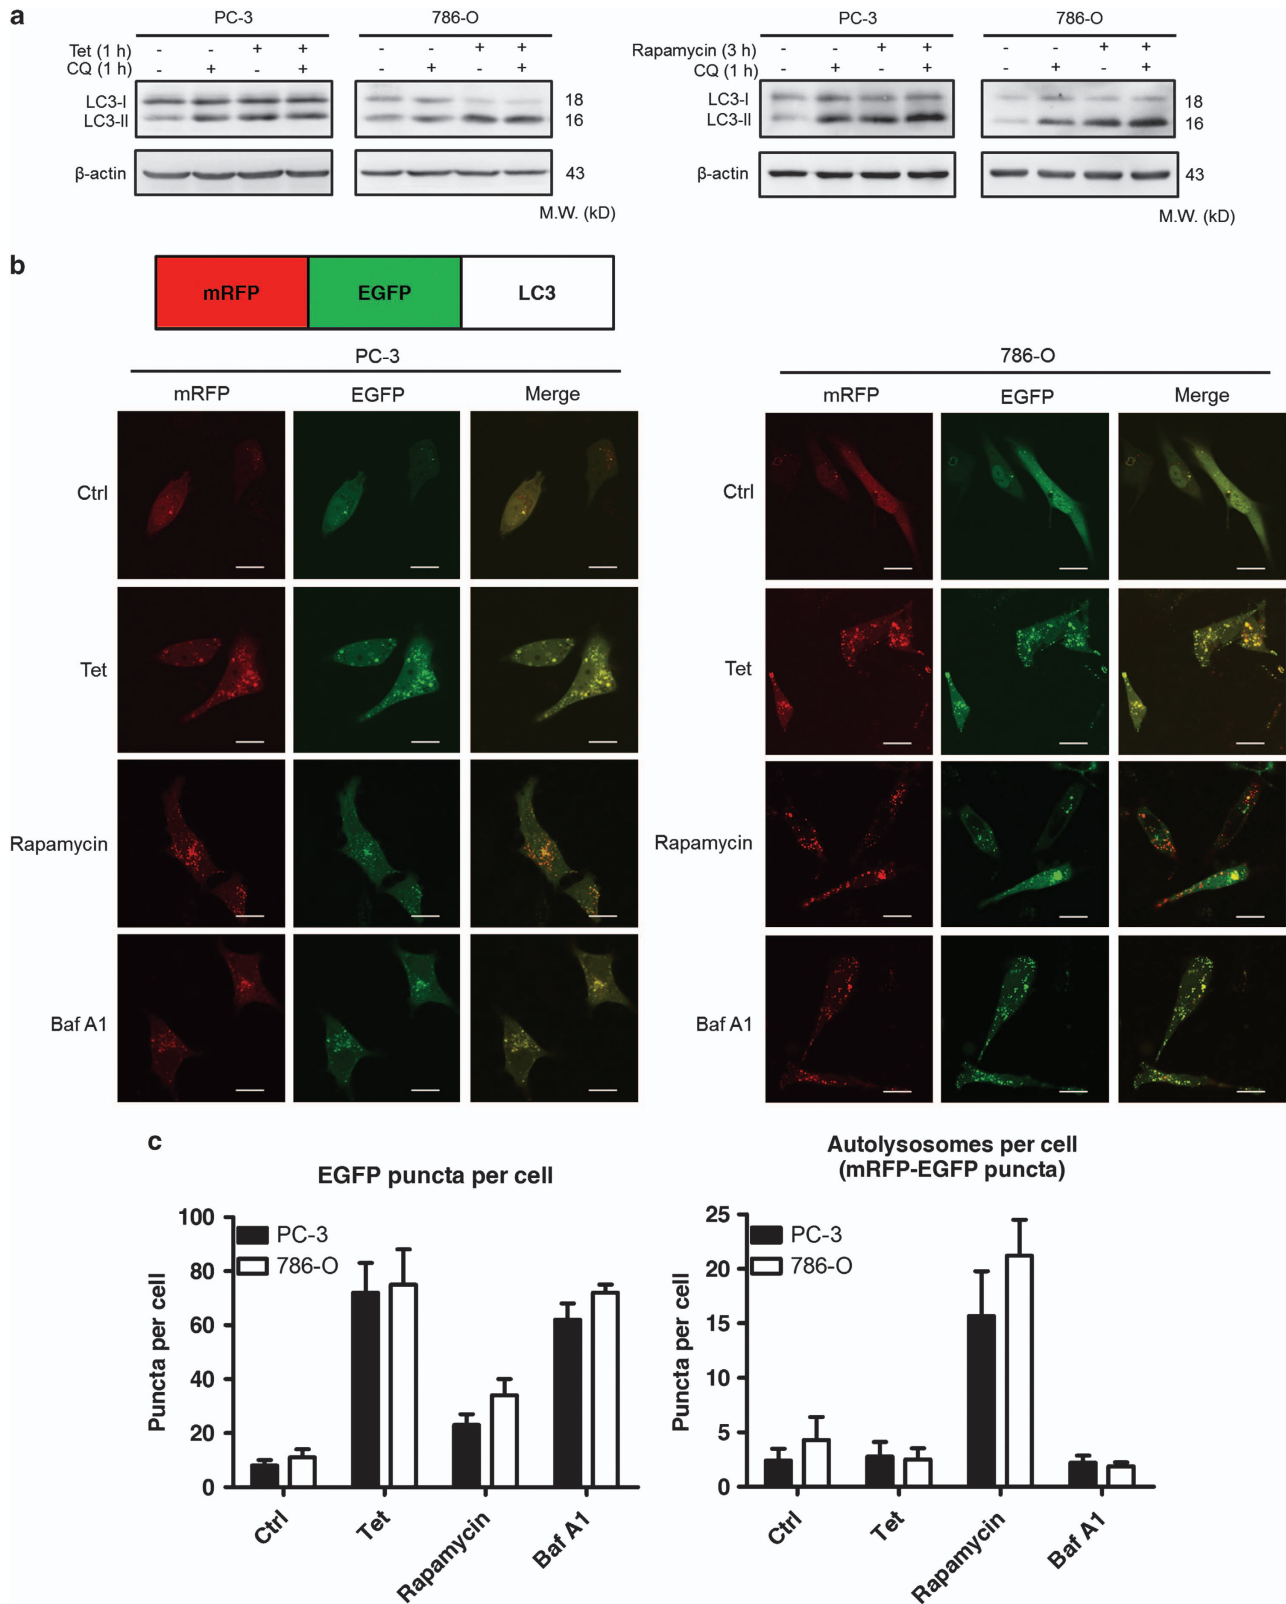 a
PC-3 786-O
Tet (1 h) - - + + - - + +
CQ (1 h) - + - + - + - +
LC3-I 18
LC3-II 16
β-actin 43
M.W. (kD)
PC-3 786-O
Rapamycin (3 h) - - + + - - + +
CQ (1 h) - + - + - + - +
LC3-I 18
LC3-II 16
β-actin 43
M.W. (kD)
b
mRFP EGFP LC3
PC-3
mRFP EGFP Merge
Ctrl
Tet
Rapamycin
Baf A1
786-O
mRFP EGFP Merge
Ctrl
Tet
Rapamycin
Baf A1
c
EGFP puncta per cell
PC-3
786-O
Puncta per cell
100
80
60
40
20
0
Ctrl Tet Rapamycin Baf A1
Autolysosomes per cell
(mRFP-EGFP puncta)
PC-3
786-O
Puncta per cell
25
20
15
10
5
0
Ctrl Tet Rapamycin Baf A1